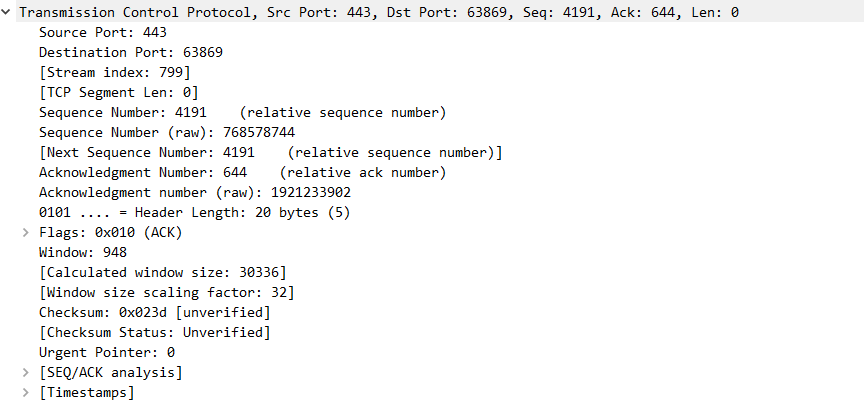 Transmission Control Protocol, Src Port: 443, Dst Port: 63869, Seq: 4191, Ack: 644, Len: 0
Source Port: 443
Destination Port: 63869
[Stream index: 799]
[TCP Segment Len: 0]
Sequence Number: 4191    (relative sequence number)
Sequence Number (raw): 768578744
[Next Sequence Number: 4191    (relative sequence number)]
Acknowledgment Number: 644    (relative ack number)
Acknowledgment number (raw): 1921233902
0101 .... = Header Length: 20 bytes (5)
Flags: 0x010 (ACK)
Window: 948
[Calculated window size: 30336]
[Window size scaling factor: 32]
Checksum: 0x023d [unverified]
[Checksum Status: Unverified]
Urgent Pointer: 0
[SEQ/ACK analysis]
[Timestamps]